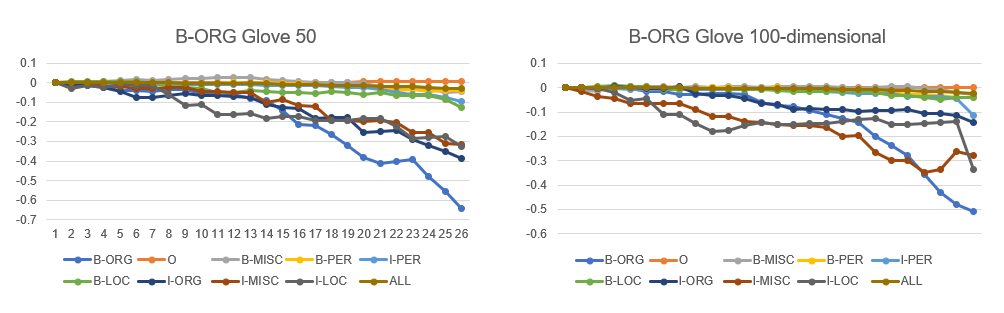 B-ORG Glove 50
0.1
0
-0.1
-0.2
-0.3
-0.4
-0.5
-0.6
-0.7
1 2 3 4 5 6 7 8 9 10 11 12 13 14 15 16 17 18 19 20 21 22 23 24 25 26
B-ORG O B-MISC B-PER I-PER
B-LOC I-ORG I-MISC I-LOC ALL
B-ORG Glove 100-dimensional
0.1
0
-0.1
-0.2
-0.3
-0.4
-0.5
-0.6
B-ORG O B-MISC B-PER I-PER
B-LOC I-ORG I-MISC I-LOC ALL